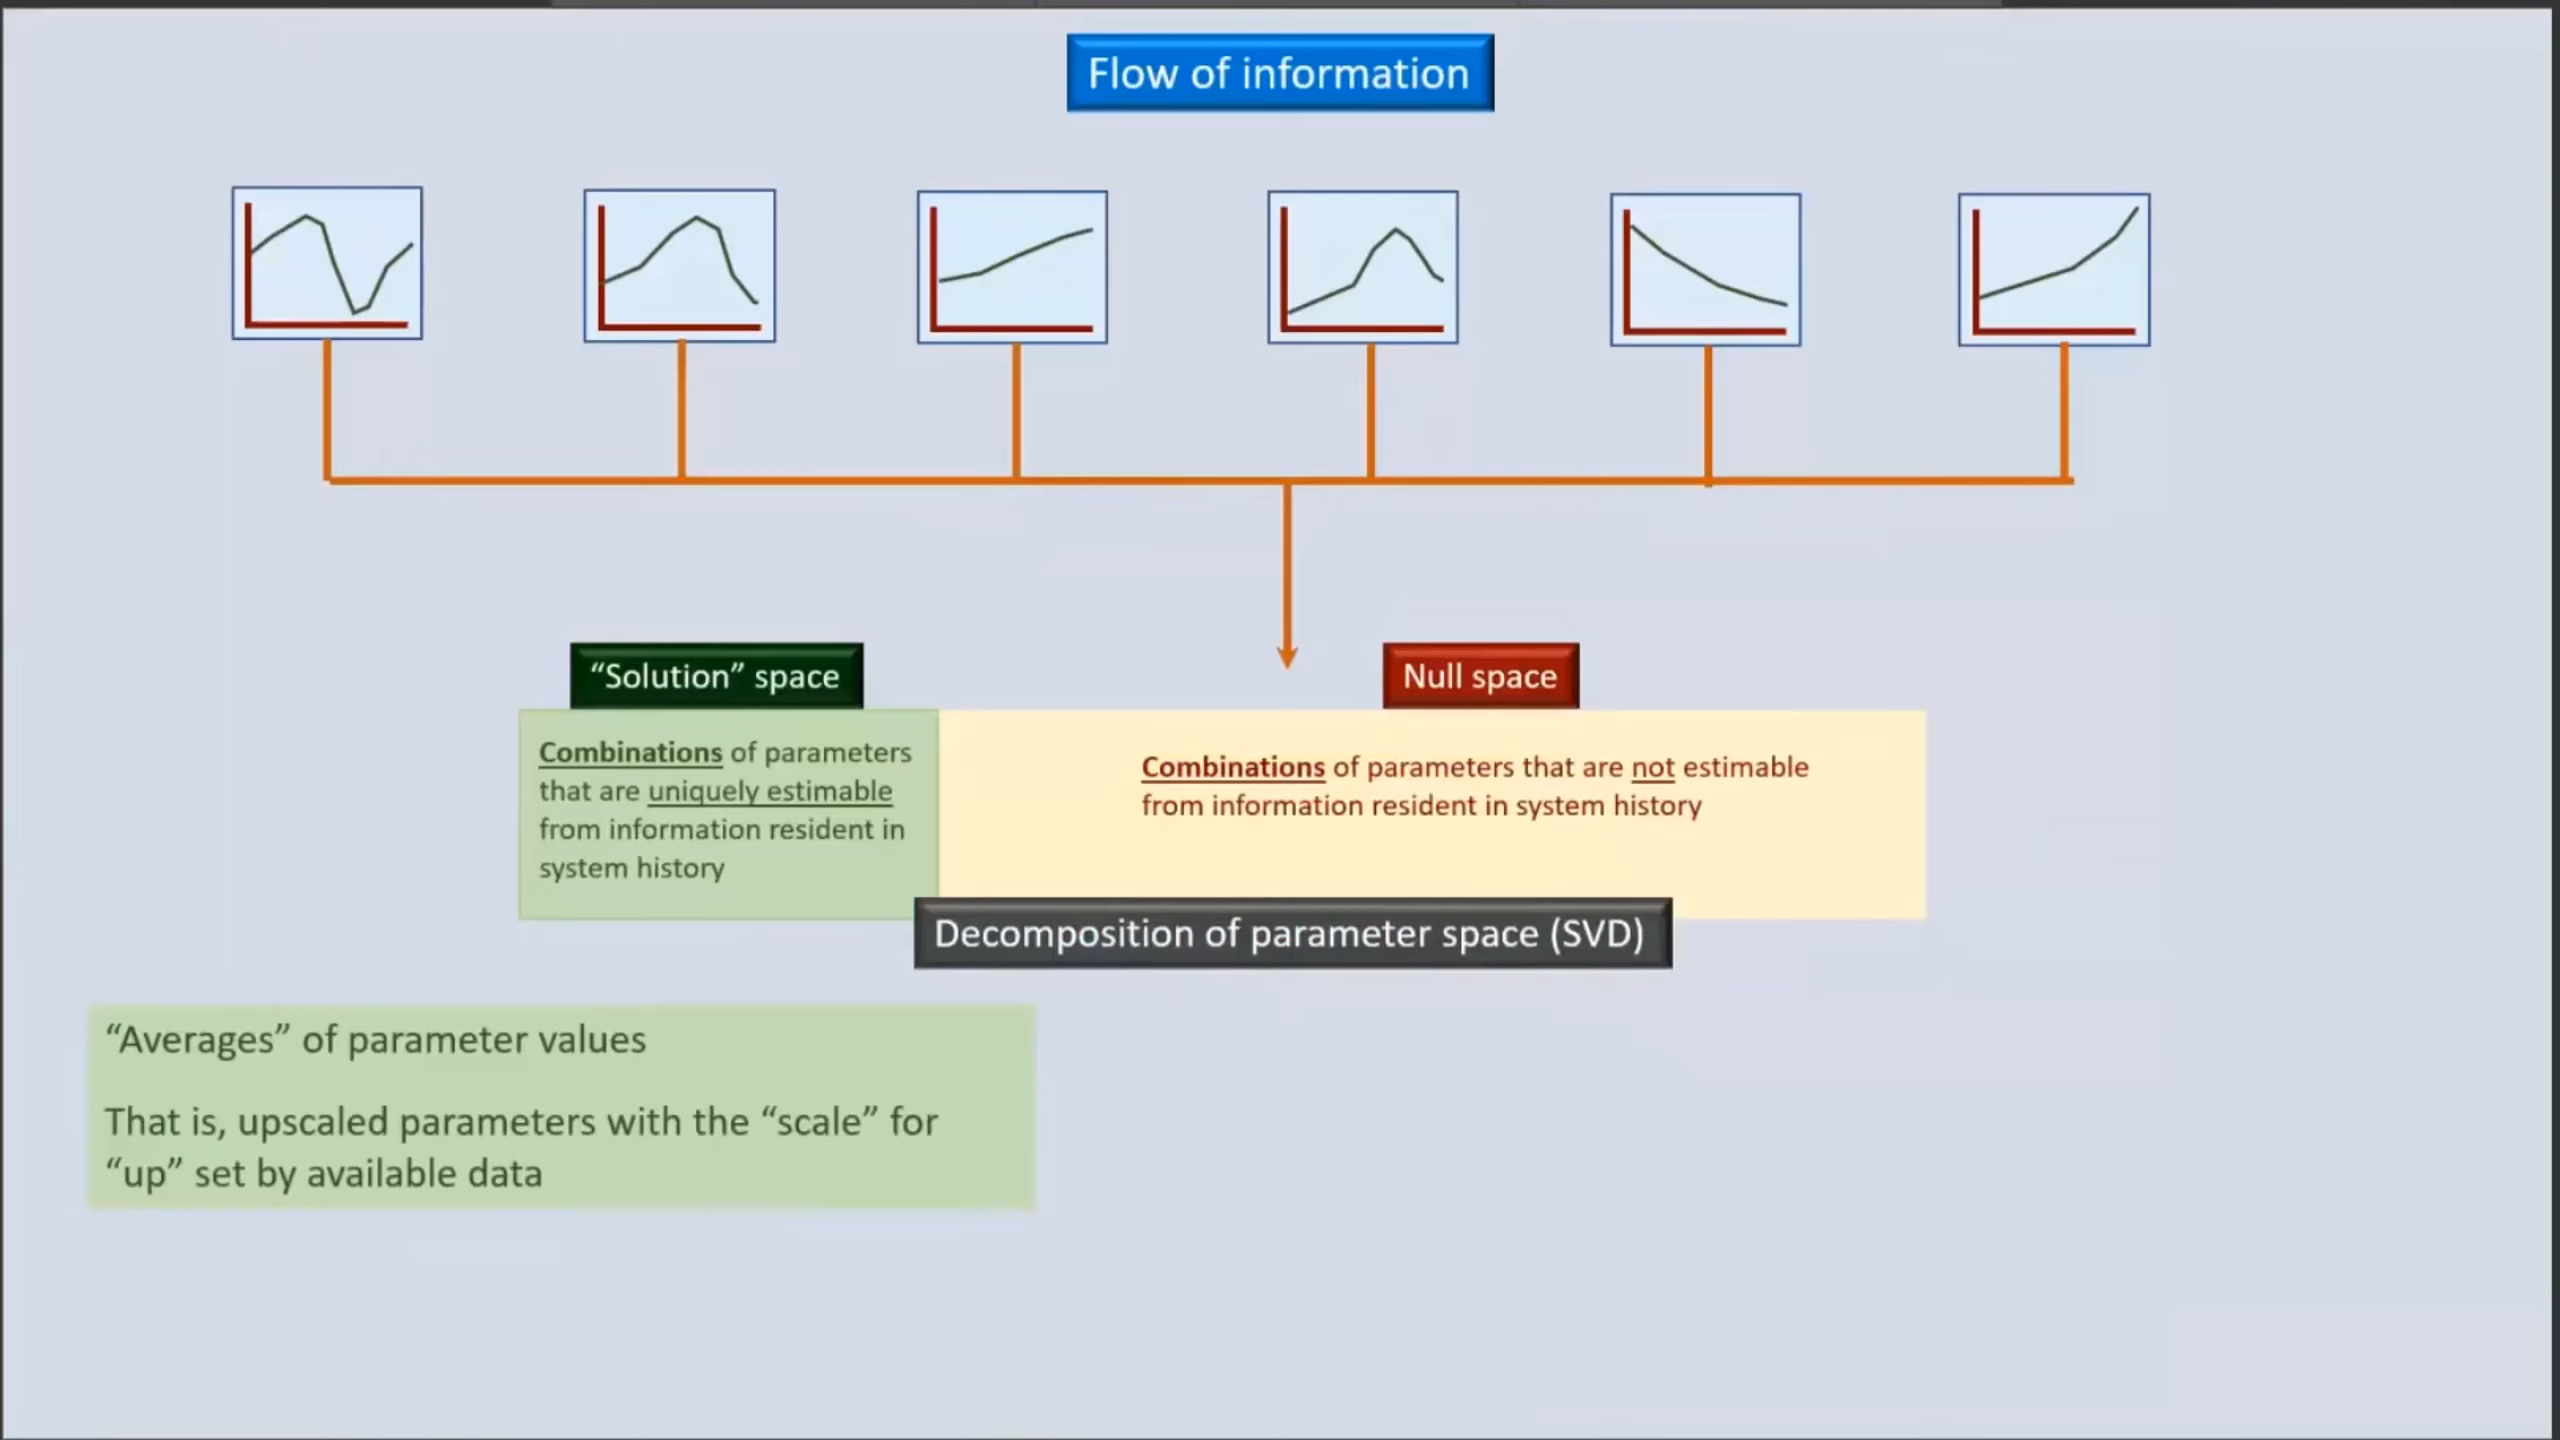 Flow of information
“Solution” space
Null space
Combinations of parameters
that are uniquely estimable
from information resident in
system history
Combinations of parameters that are not estimable
from information resident in system history
Decomposition of parameter space (SVD)
“Averages” of parameter values
That is, upscaled parameters with the “scale” for
“up” set by available data